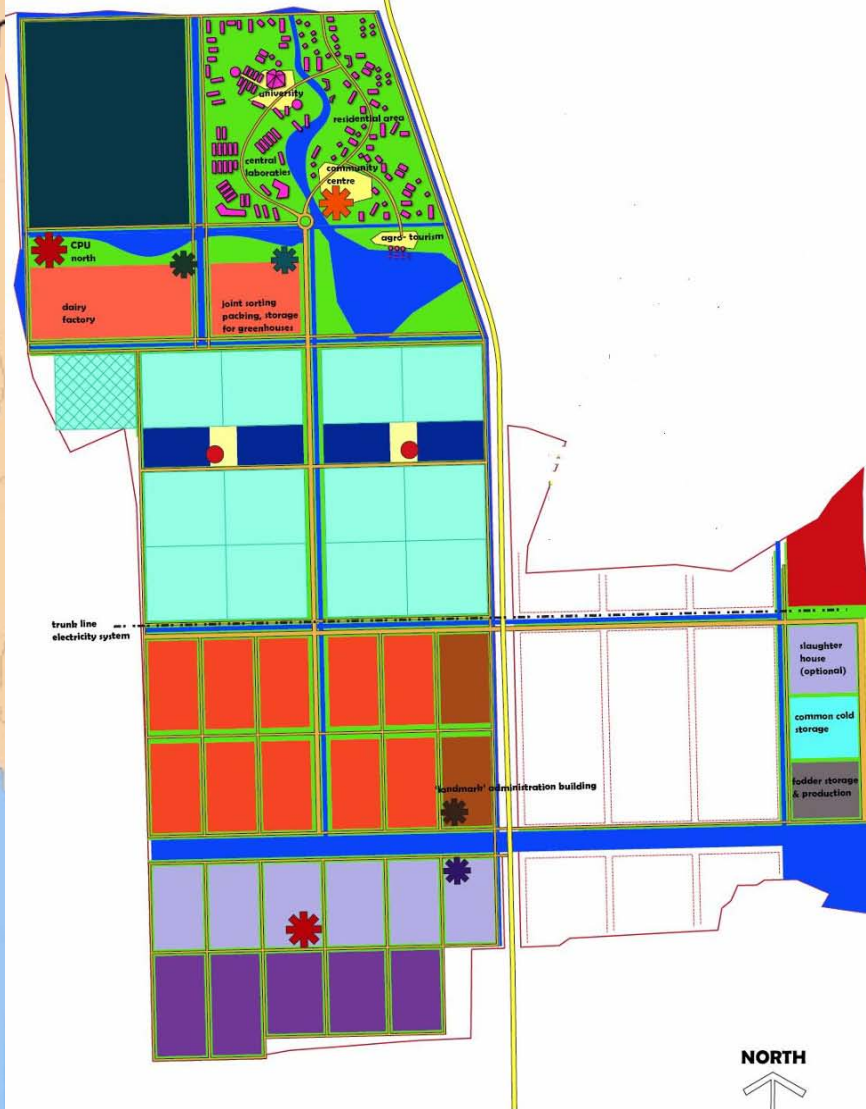 university
residential area
central
laboraties
community
centre
agro-tourism
CPU
north
dairy
factory
joint sorting
packing, storage
for greenhouses
trunk line
electricity system
slaughter
house
(optional)
common cold
storage
fodder storage
& production
'landmark' administration building
NORTH